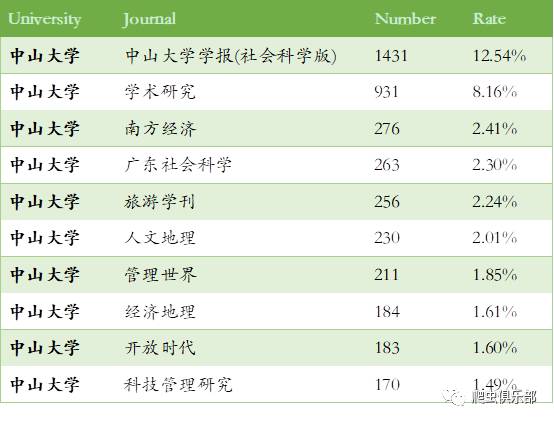 University Journal Number Rate
中山大学 中山大学学报(社会科学版) 1431 12.54%
中山大学 学术研究 931 8.16%
中山大学 南方经济 276 2.41%
中山大学 广东社会科学 263 2.30%
中山大学 旅游学刊 256 2.24%
中山大学 人文地理 230 2.01%
中山大学 管理世界 211 1.85%
中山大学 经济地理 184 1.61%
中山大学 开放时代 183 1.60%
中山大学 科技管理研究 170 1.49%
爬虫俱乐部